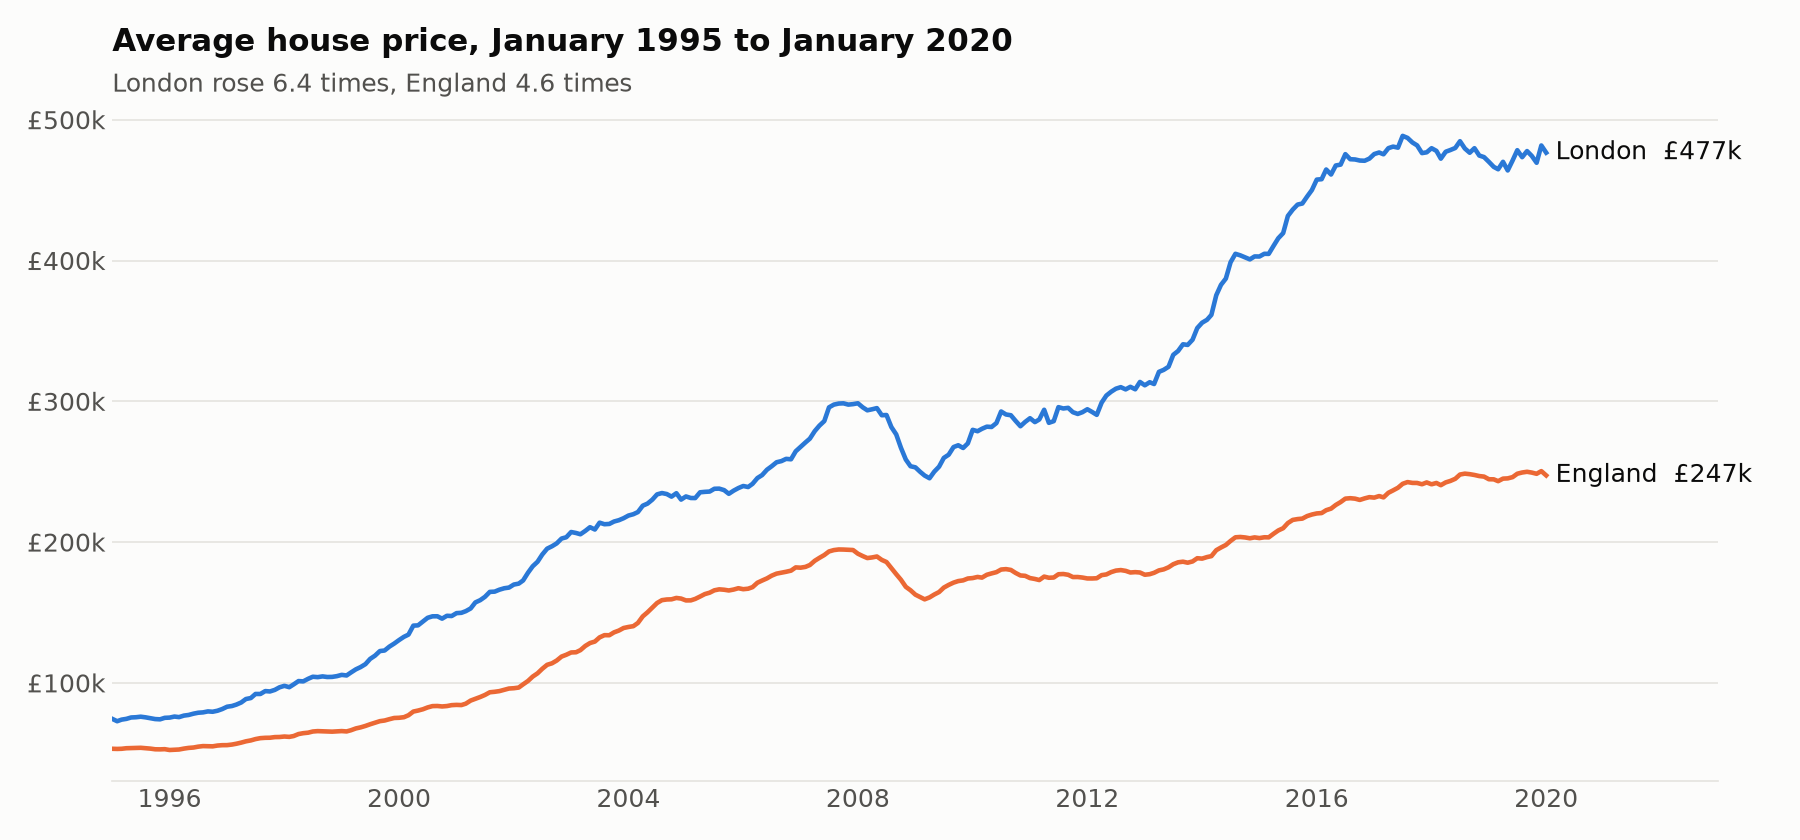 Average house price, January 1995 to January 2020
London rose 6.4 times, England 4.6 times
£500k
London £477k
£400k
£300k
England £247k
£200k
£100k
1996 2000 2004 2008 2012 2016 2020